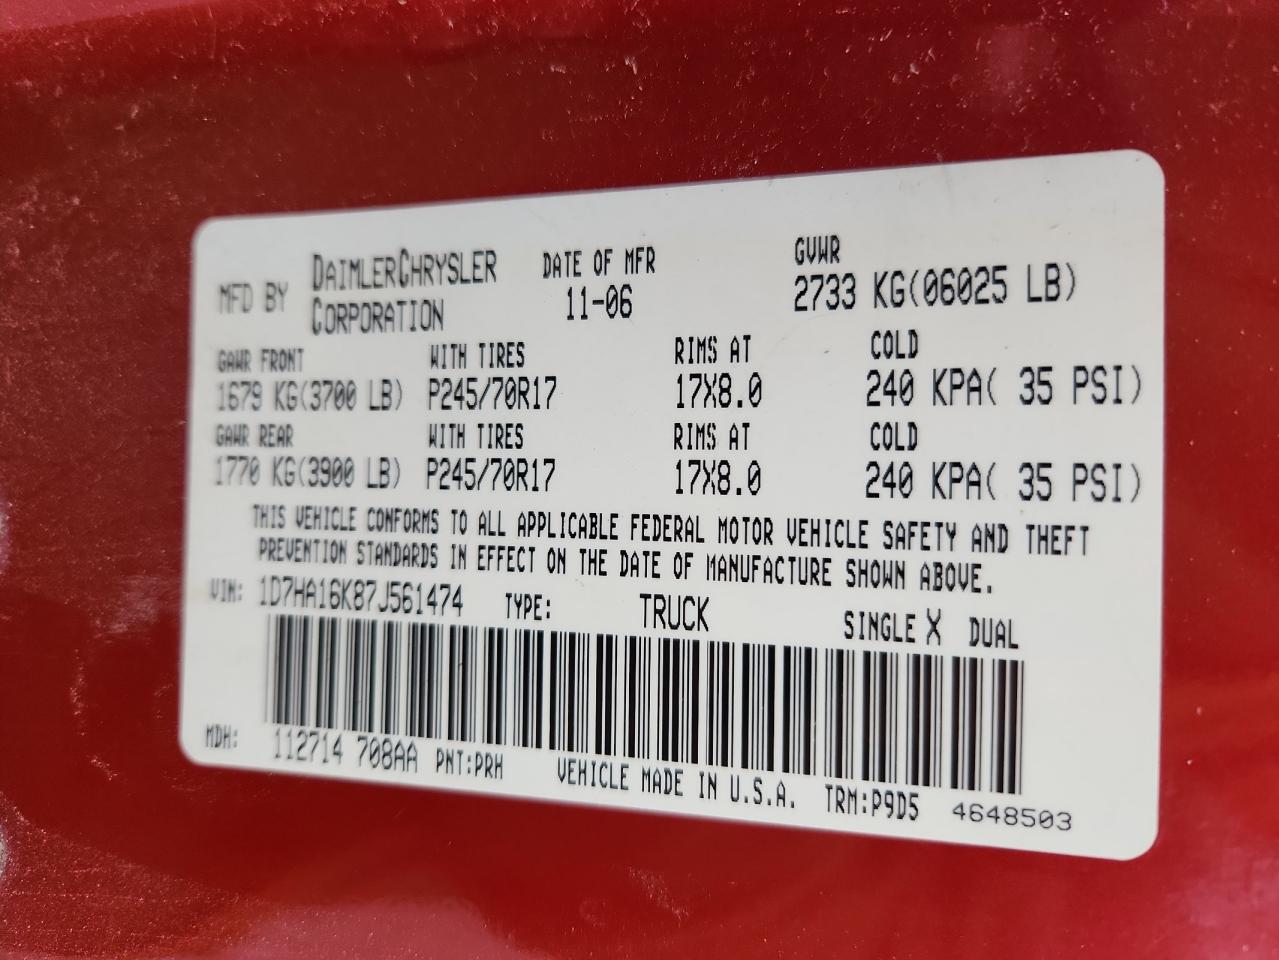 MFD BY DAIMLERCHRYSLER CORPORATION DATE OF MFR 11-06 GVWR 2733 KG(06025 LB)
GAWR FRONT WITH TIRES RIMS AT COLD
1679 KG(3700 LB) P245/70R17 17X8.0 240 KPA( 35 PSI)
GAWR REAR WITH TIRES RIMS AT COLD
1770 KG(3900 LB) P245/70R17 17X8.0 240 KPA( 35 PSI)
THIS VEHICLE CONFORMS TO ALL APPLICABLE FEDERAL MOTOR VEHICLE SAFETY AND THEFT
PREVENTION STANDARDS IN EFFECT ON THE DATE OF MANUFACTURE SHOWN ABOVE.
VIN: 1D7HA16K87J561474 TYPE: TRUCK SINGLE X DUAL
MDH: 112714 708AA PNT:PRH VEHICLE MADE IN U.S.A. TRM:P9D5 4648503